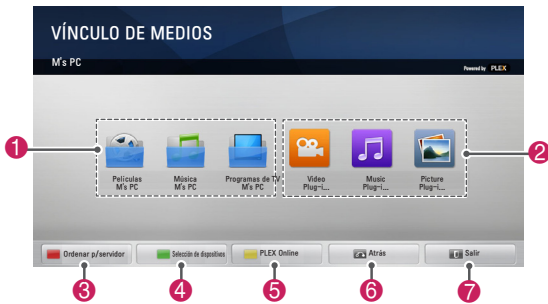 VÍNCULO DE MEDIOS
M's PC
Powered by PLEX
1
2
Películas
M's PC
Música
M's PC
Programas de TV
M's PC
Video
Plug-i...
Music
Plug-i...
Picture
Plug-i...
Ordenar p/servidor
Selección de dispositivos
PLEX Online
Atrás
Salir
3
4
5
6
7